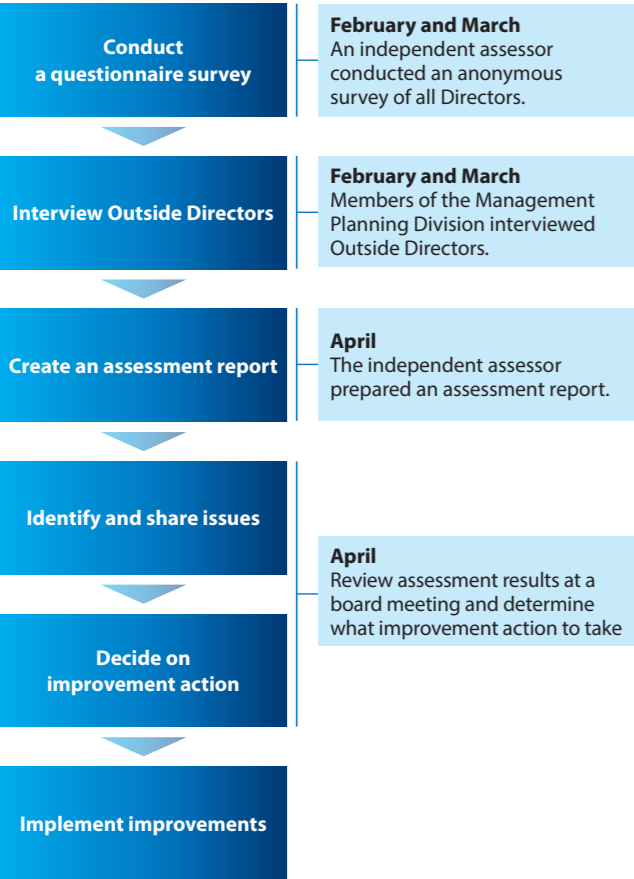 Conduct
a questionnaire survey
February and March
An independent assessor
conducted an anonymous
survey of all Directors.
Interview Outside Directors
February and March
Members of the Management
Planning Division interviewed
Outside Directors.
Create an assessment report
April
The independent assessor
prepared an assessment report.
Identify and share issues
April
Review assessment results at a
board meeting and determine
what improvement action to take
Decide on
improvement action
Implement improvements